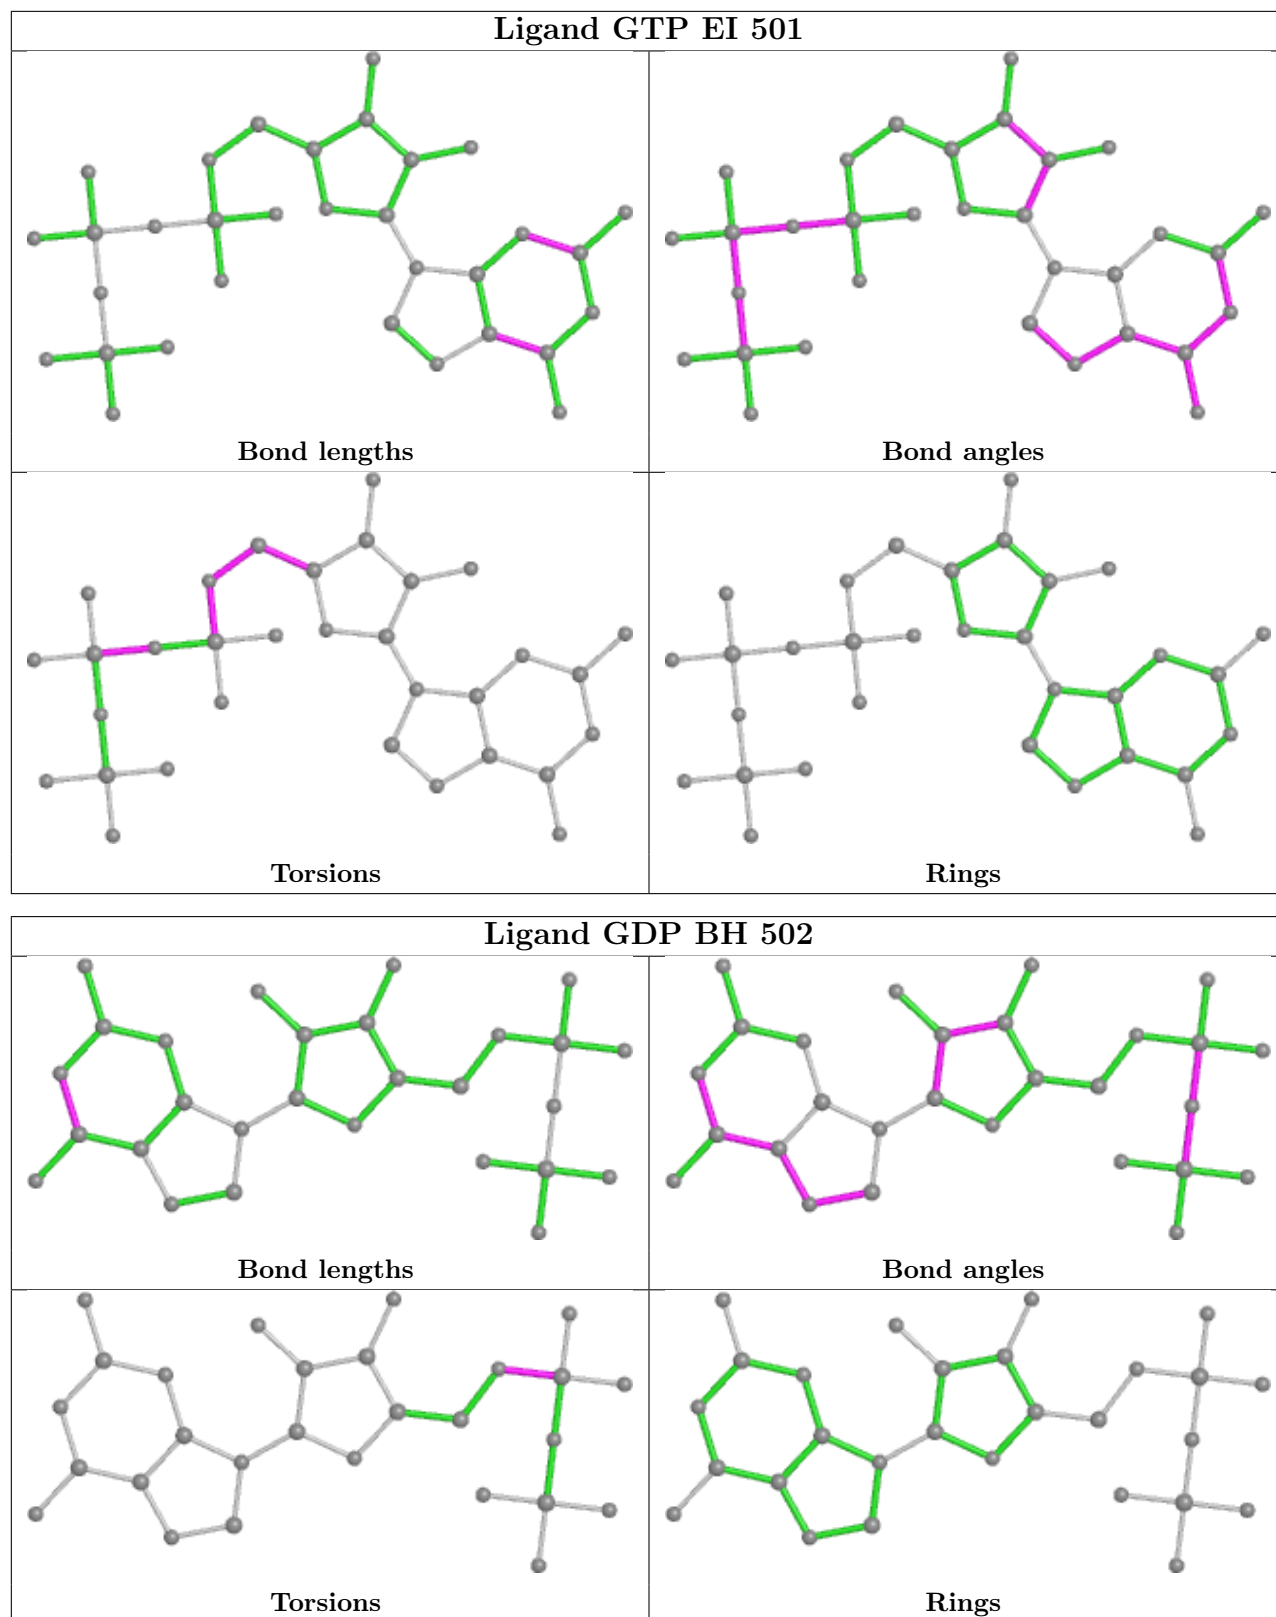 Ligand GTP EI 501
Bond lengths
Bond angles
Torsions
Rings
Ligand GDP BH 502
Bond lengths
Bond angles
Torsions
Rings